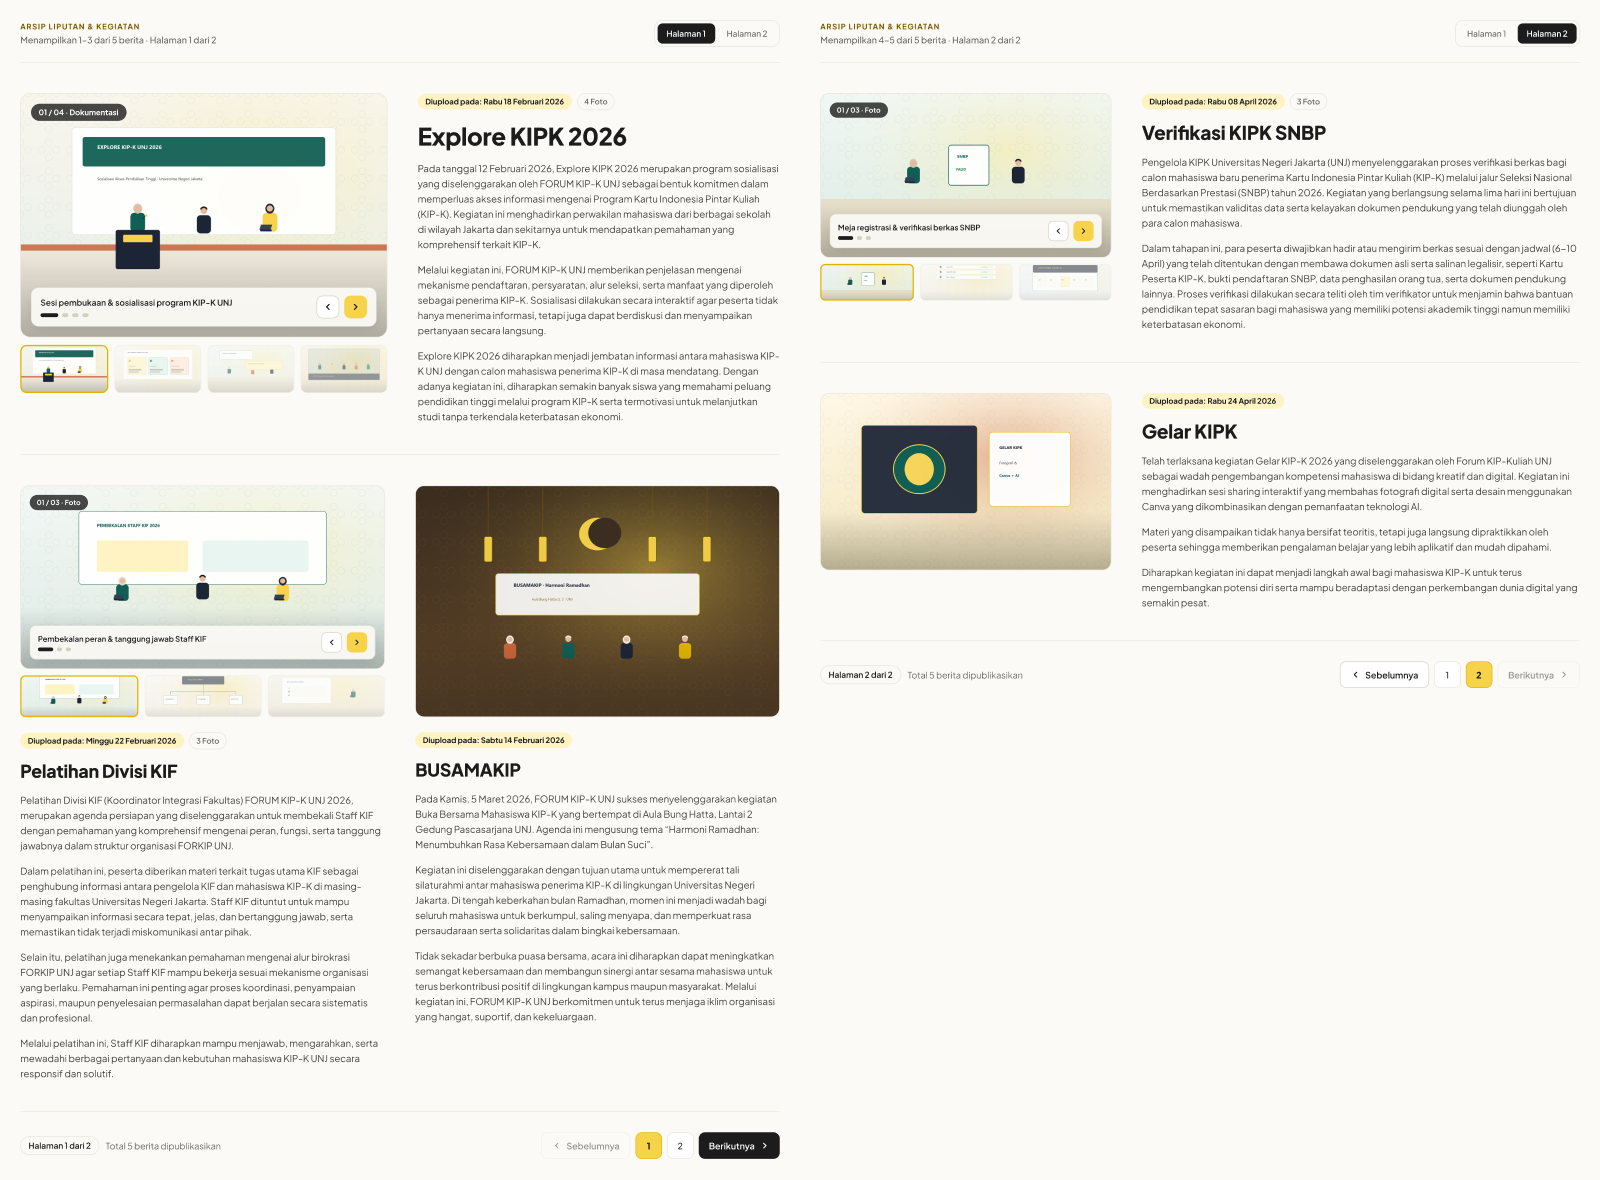 ARSIP LIPUTAN & KEGIATAN
Menampilkan 1–3 dari 5 berita · Halaman 1 dari 2
Halaman 1
Halaman 2
01 / 04 · Dokumentasi
EXPLORE KIP-K UNJ 2026
Sosialisasi Akses Pendidikan Tinggi · Universitas Negeri Jakarta
Sesi pembukaan & sosialisasi program KIP-K UNJ
Diupload pada: Rabu 18 Februari 2026
4 Foto
Explore KIPK 2026
Pada tanggal 12 Februari 2026, Explore KIPK 2026 merupakan program sosialisasi
yang diselenggarakan oleh FORUM KIP-K UNJ sebagai bentuk komitmen dalam
memperluas akses informasi mengenai Program Kartu Indonesia Pintar Kuliah
(KIP-K). Kegiatan ini menghadirkan perwakilan mahasiswa dari berbagai sekolah
di wilayah Jakarta dan sekitarnya untuk mendapatkan pemahaman yang
komprehensif terkait KIP-K.
Melalui kegiatan ini, FORUM KIP-K UNJ memberikan penjelasan mengenai
mekanisme pendaftaran, persyaratan, alur seleksi, serta manfaat yang diperoleh
sebagai penerima KIP-K. Sosialisasi dilakukan secara interaktif agar peserta tidak
hanya menerima informasi, tetapi juga dapat berdiskusi dan menyampaikan
pertanyaan secara langsung.
Explore KIPK 2026 diharapkan menjadi jembatan informasi antara mahasiswa KIP-
K UNJ dengan calon mahasiswa penerima KIP-K di masa mendatang. Dengan
adanya kegiatan ini, diharapkan semakin banyak siswa yang memahami peluang
pendidikan tinggi melalui program KIP-K serta termotivasi untuk melanjutkan
studi tanpa terkendala keterbatasan ekonomi.
01 / 03 · Foto
PEMBEKALAN STAFF KIF 2026
Pembekalan peran & tanggung jawab Staff KIF
Diupload pada: Minggu 22 Februari 2026
3 Foto
Pelatihan Divisi KIF
Pelatihan Divisi KIF (Koordinator Integrasi Fakultas) FORUM KIP-K UNJ 2026,
merupakan agenda persiapan yang diselenggarakan untuk membekali Staff KIF
dengan pemahaman yang komprehensif mengenai peran, fungsi, serta tanggung
jawabnya dalam struktur organisasi FORKIP UNJ.
Dalam pelatihan ini, peserta diberikan materi terkait tugas utama KIF sebagai
penghubung informasi antara pengelola KIF dan mahasiswa KIP-K di masing-
masing fakultas Universitas Negeri Jakarta. Staff KIF dituntut untuk mampu
menyampaikan informasi secara tepat, jelas, dan bertanggung jawab, serta
memastikan tidak terjadi miskomunikasi antar pihak.
Selain itu, pelatihan juga menekankan pemahaman mengenai alur birokrasi
FORKIP UNJ agar setiap Staff KIF mampu bekerja sesuai mekanisme organisasi
yang berlaku. Pemahaman ini penting agar proses koordinasi, penyampaian
aspirasi, maupun penyelesaian permasalahan dapat berjalan secara sistematis
dan profesional.
Melalui pelatihan ini, Staff KIF diharapkan mampu menjawab, mengarahkan, serta
mewadahi berbagai pertanyaan dan kebutuhan mahasiswa KIP-K UNJ secara
responsif dan solutif.
BUSAMAKIP · Harmoni Ramadhan
Aula Bung Hatta Lt. 2 · UNJ
Diupload pada: Sabtu 14 Februari 2026
BUSAMAKIP
Pada Kamis, 5 Maret 2026, FORUM KIP-K UNJ sukses menyelenggarakan kegiatan
Buka Bersama Mahasiswa KIP-K yang bertempat di Aula Bung Hatta, Lantai 2
Gedung Pascasarjana UNJ. Agenda ini mengusung tema “Harmoni Ramadhan:
Menumbuhkan Rasa Kebersamaan dalam Bulan Suci”.
Kegiatan ini diselenggarakan dengan tujuan utama untuk mempererat tali
silaturahmi antar mahasiswa penerima KIP-K di lingkungan Universitas Negeri
Jakarta. Di tengah keberkahan bulan Ramadhan, momen ini menjadi wadah bagi
seluruh mahasiswa untuk berkumpul, saling menyapa, dan memperkuat rasa
persaudaraan serta solidaritas dalam bingkai kebersamaan.
Tidak sekadar berbuka puasa bersama, acara ini diharapkan dapat meningkatkan
semangat kebersamaan dan membangun sinergi antar sesama mahasiswa untuk
terus berkontribusi positif di lingkungan kampus maupun masyarakat. Melalui
kegiatan ini, FORUM KIP-K UNJ berkomitmen untuk terus menjaga iklim organisasi
yang hangat, suportif, dan kekeluargaan.
Halaman 1 dari 2
Total 5 berita dipublikasikan
Sebelumnya
1
2
Berikutnya
ARSIP LIPUTAN & KEGIATAN
Menampilkan 4–5 dari 5 berita · Halaman 2 dari 2
Halaman 1
Halaman 2
01 / 03 · Foto
SNBP
Meja registrasi & verifikasi berkas SNBP
Diupload pada: Rabu 08 April 2026
3 Foto
Verifikasi KIPK SNBP
Pengelola KIPK Universitas Negeri Jakarta (UNJ) menyelenggarakan proses verifikasi berkas bagi
calon mahasiswa baru penerima Kartu Indonesia Pintar Kuliah (KIP-K) melalui jalur Seleksi Nasional
Berdasarkan Prestasi (SNBP) tahun 2026. Kegiatan yang berlangsung selama lima hari ini bertujuan
untuk memastikan validitas data serta kelayakan dokumen pendukung yang telah diunggah oleh
para calon mahasiswa.
Dalam tahapan ini, para peserta diwajibkan hadir atau mengirim berkas sesuai dengan jadwal (6–10
April) yang telah ditentukan dengan membawa dokumen asli serta salinan legalisir, seperti Kartu
Peserta KIP-K, bukti pendaftaran SNBP, data penghasilan orang tua, serta dokumen pendukung
lainnya. Proses verifikasi dilakukan secara teliti oleh tim verifikator untuk menjamin bahwa bantuan
pendidikan tepat sasaran bagi mahasiswa yang memiliki potensi akademik tinggi namun memiliki
keterbatasan ekonomi.
GELAR KIPK
Fotografi &
Canva + AI
Diupload pada: Rabu 24 April 2026
Gelar KIPK
Telah terlaksana kegiatan Gelar KIP-K 2026 yang diselenggarakan oleh Forum KIP-Kuliah UNJ
sebagai wadah pengembangan kompetensi mahasiswa di bidang kreatif dan digital. Kegiatan ini
menghadirkan sesi sharing interaktif yang membahas fotografi digital serta desain menggunakan
Canva yang dikombinasikan dengan pemanfaatan teknologi AI.
Materi yang disampaikan tidak hanya bersifat teoritis, tetapi juga langsung dipraktikkan oleh
peserta sehingga memberikan pengalaman belajar yang lebih aplikatif dan mudah dipahami.
Diharapkan kegiatan ini dapat menjadi langkah awal bagi mahasiswa KIP-K untuk terus
mengembangkan potensi diri serta mampu beradaptasi dengan perkembangan dunia digital yang
semakin pesat.
Halaman 2 dari 2
Total 5 berita dipublikasikan
Sebelumnya
1
2
Berikutnya